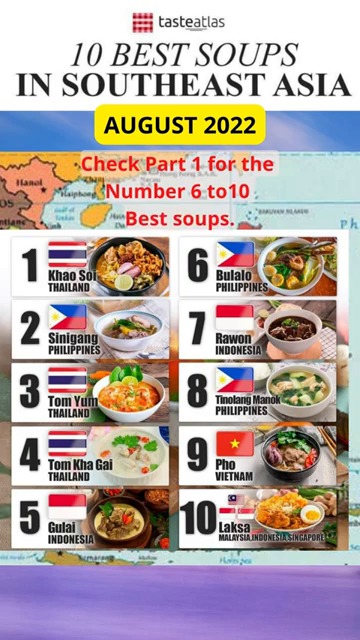 tasteatlas
10 BEST SOUPS
IN SOUTHEAST ASIA
AUGUST 2022
Check Part 1 for the
Number 6 to10
Best soups.
Hanoi
Haiphong
1
Khao Soi
THAILAND
2
Sinigang
PHILIPPINES
3
Tom Yum
THAILAND
4
Tom Kha Gai
THAILAND
5
Gulai
INDONESIA
6
Bulalo
PHILIPPINES
7
Rawon
INDONESIA
8
Tinolang Manok
PHILIPPINES
9
Pho
VIETNAM
10
Laksa
MALAYSIA,INDONESIA,SINGAPORE